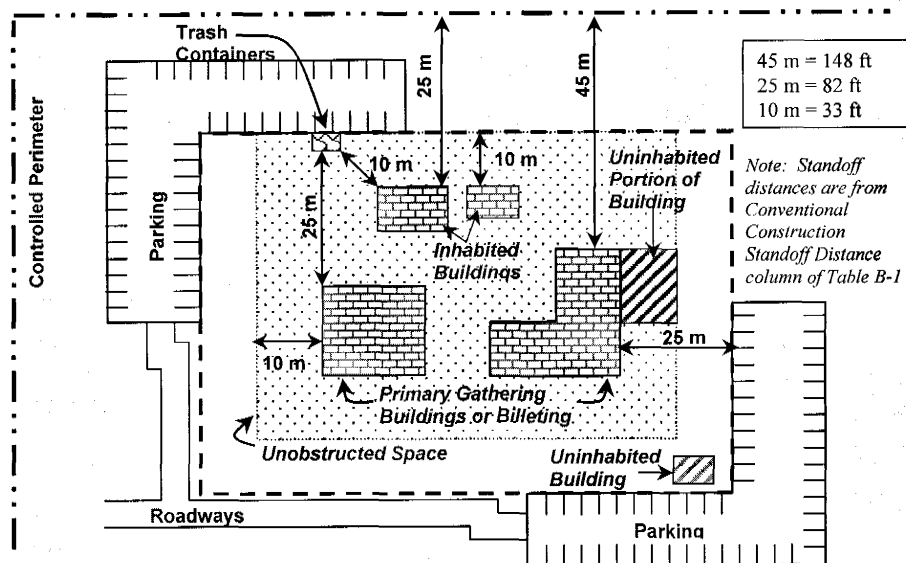 Trash
Containers
25 m
45 m
45 m = 148 ft
25 m = 82 ft
10 m = 33 ft
Controlled Perimeter
Parking
10 m
10 m
Uninhabited
Portion of
Building
Note: Standoff
distances are from
Conventional
Construction
Standoff Distance
column of Table B-1
25 m
Inhabited
Buildings
10 m
25 m
Primary Gathering
Buildings or Billeting
Unobstructed Space
Uninhabited
Building
Roadways
Parking